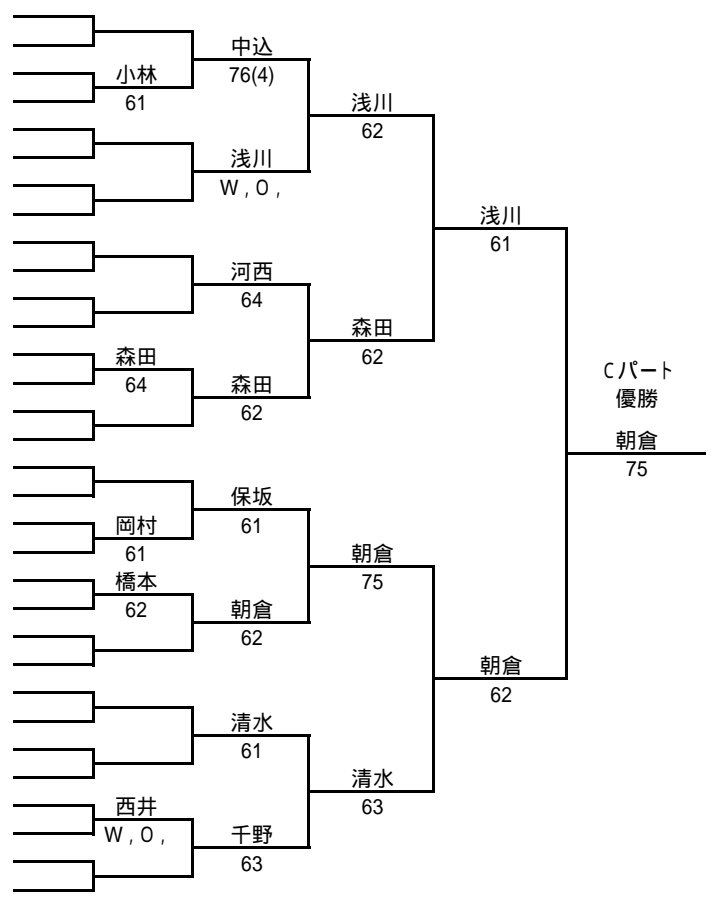 中込
小林
76(4)
61
浅川
62
浅川
W,O,
浅川
61
河西
64
森田
62
森田
64
森田
62
Cパート
優勝
朝倉
75
保坂
61
岡村
61
朝倉
75
橋本
62
朝倉
62
朝倉
62
清水
61
清水
63
西井
W,O,
千野
63